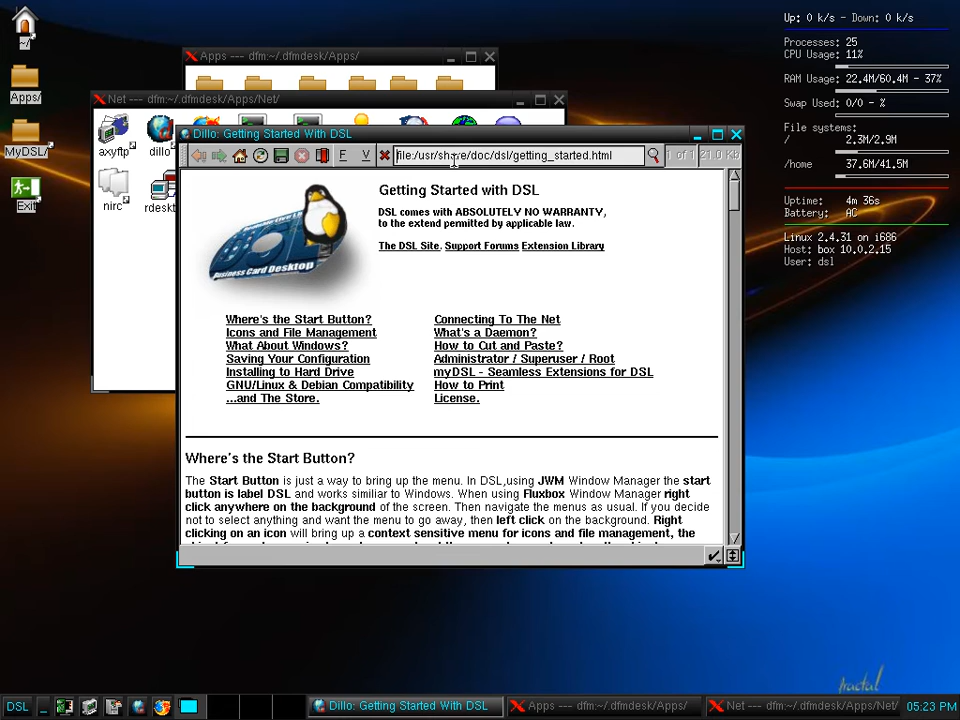 ~/
Apps/
MyDSL/
Exit
Apps --- dfm:~/.dfmdesk/Apps/
Net --- dfm:~/.dfmdesk/Apps/Net/
axyftp
dillo
nirc
rdeskt
Dillo: Getting Started With DSL
F V file:/usr/share/doc/dsl/getting_started.html 1 of 1 21.0 Kb
Business Card Desktop
Getting Started with DSL
DSL comes with ABSOLUTELY NO WARRANTY,
to the extend permitted by applicable law.
The DSL Site. Support Forums Extension Library
Where's the Start Button?
Icons and File Management
What About Windows?
Saving Your Configuration
Installing to Hard Drive
GNU/Linux & Debian Compatibility
...and The Store.
Connecting To The Net
What's a Daemon?
How to Cut and Paste?
Administrator / Superuser / Root
myDSL - Seamless Extensions for DSL
How to Print
License.
Where's the Start Button?
The Start Button is just a way to bring up the menu. In DSL,using JWM Window Manager the start
button is label DSL and works similiar to Windows. When using Fluxbox Window Manager right
click anywhere on the background of the screen. Then navigate the menus as usual. If you decide
not to select anything and want the menu to go away, then left click on the background. Right
clicking on an icon will bring up a context sensitive menu for icons and file management, the
Up: 0 k/s - Down: 0 k/s
Processes: 25
CPU Usage: 11%
RAM Usage: 22.4M/60.4M - 37%
Swap Used: 0/0 - %
File systems:
/ 2.3M/2.9M
/home 37.6M/41.5M
Uptime: 4m 36s
Battery: AC
Linux 2.4.31 on i686
Host: box 10.0.2.15
User: dsl
fractal
DSL
Dillo: Getting Started With DSL
Apps --- dfm:~/.dfmdesk/Apps/
Net --- dfm:~/.dfmdesk/Apps/Net/
05:23 PM